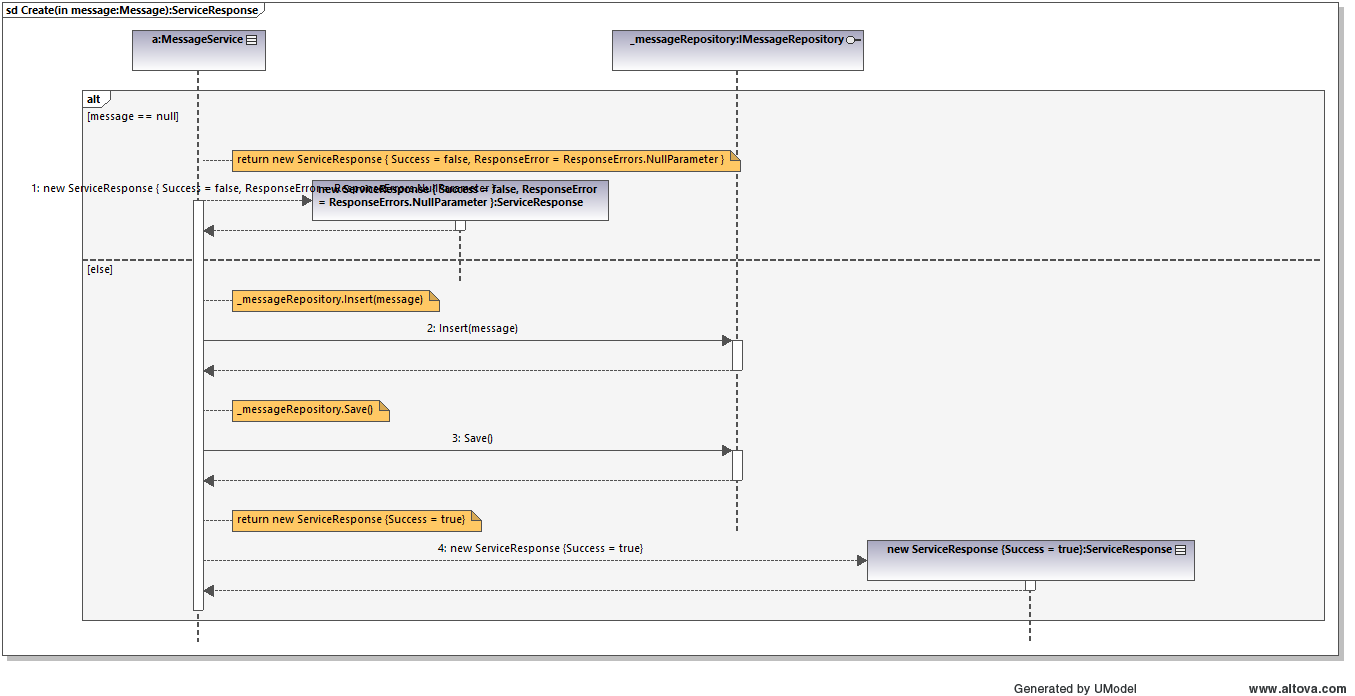 sd Create(in message:Message):ServiceResponse
a:MessageService
_messageRepository:IMessageRepository
alt
[message == null]
return new ServiceResponse { Success = false, ResponseError = ResponseErrors.NullParameter }
1: new ServiceResponse { Success = false, ResponseError = ResponseErrors.NullParameter }
new ServiceResponse { Success = false, ResponseError
= ResponseErrors.NullParameter }:ServiceResponse
[else]
_messageRepository.Insert(message)
2: Insert(message)
_messageRepository.Save()
3: Save()
return new ServiceResponse {Success = true}
4: new ServiceResponse {Success = true}
new ServiceResponse {Success = true}:ServiceResponse
Generated by UModel
www.altova.com